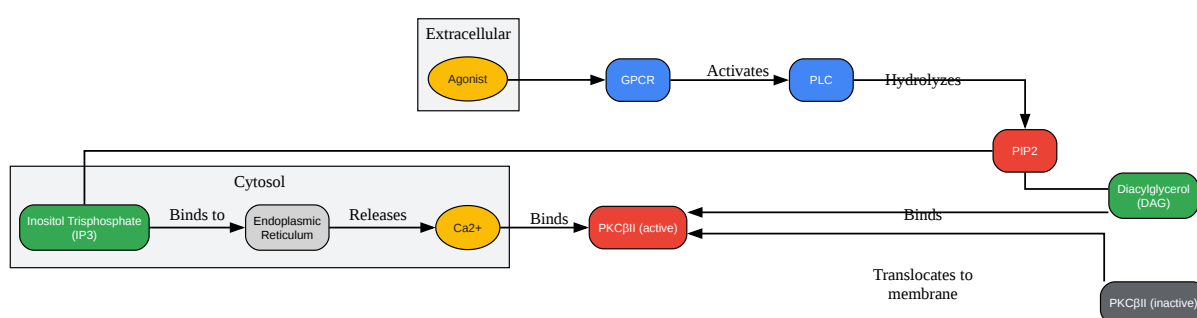 Extracellular
Agonist
GPCR
Activates
PLC
Hydrolyzes
PIP2
Cytosol
Inositol Trisphosphate
(IP3)
Binds to
Endoplasmic
Reticulum
Releases
Ca2+
Binds
PKCβII (active)
Binds
Diacylglycerol
(DAG)
Translocates to
membrane
PKCβII (inactive)